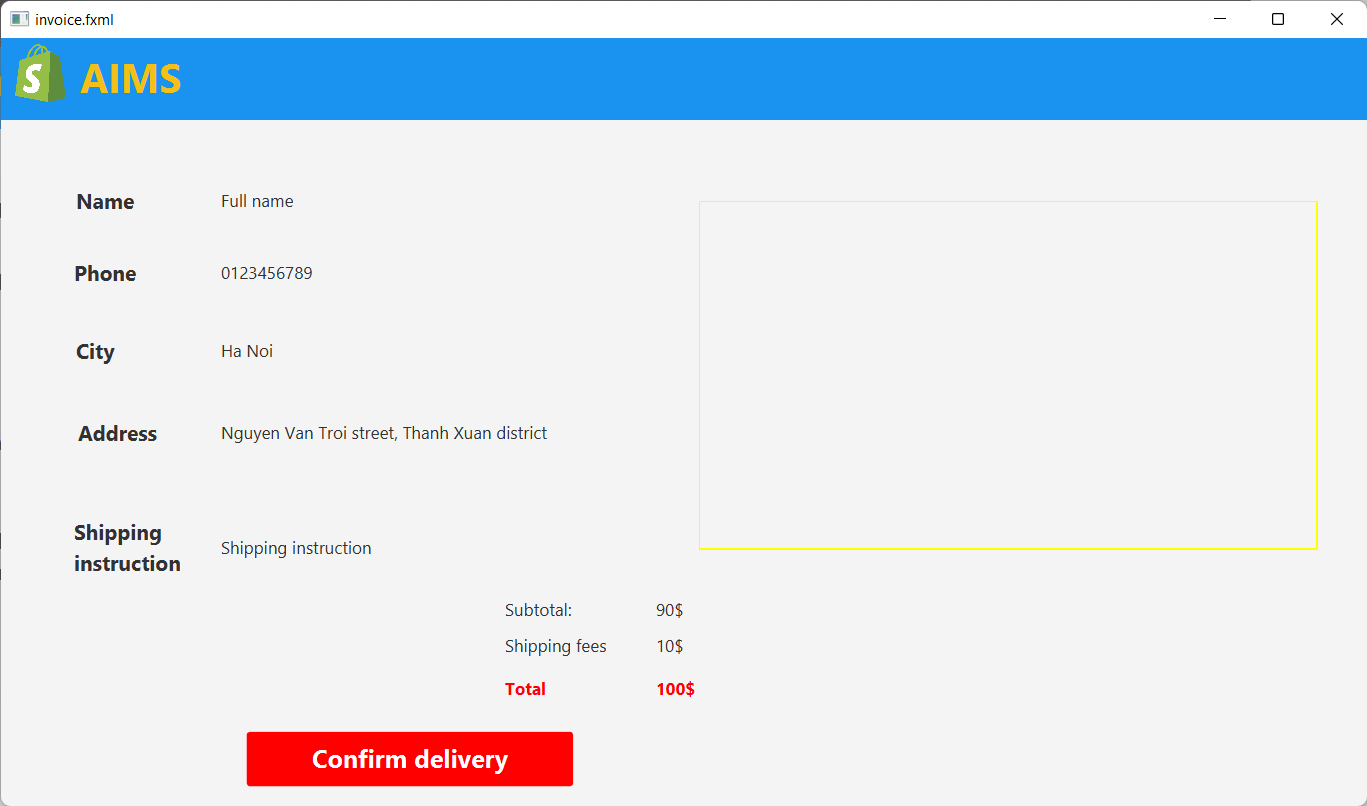 invoice.fxml
S AIMS
Name Full name
Phone 0123456789
City Ha Noi
Address Nguyen Van Troi street, Thanh Xuan district
Shipping
instruction
Shipping instruction
Subtotal: 90$
Shipping fees 10$
Total 100$
Confirm delivery